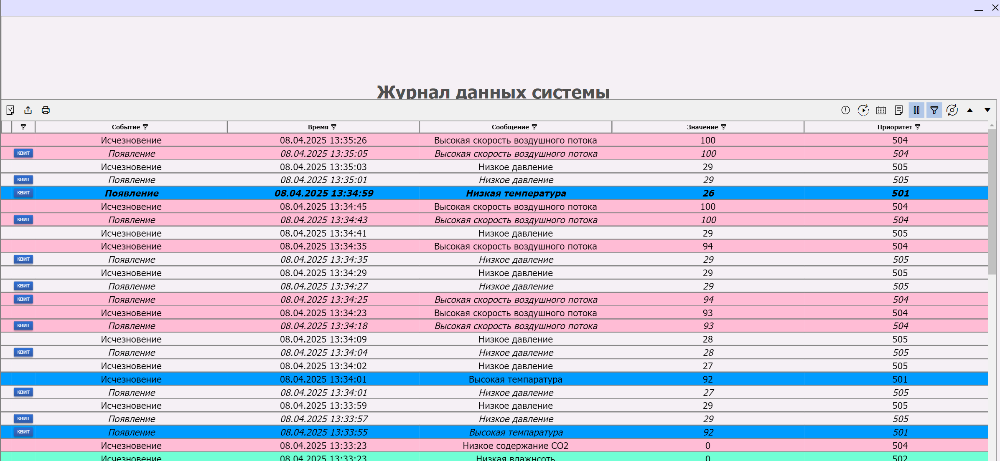 Журнал данных системы
Событие Время Сообщение Значение Приоритет
Исчезновение 08.04.2025 13:35:26 Высокая скорость воздушного потока 100 504
КВИТ Появление 08.04.2025 13:35:05 Высокая скорость воздушного потока 100 504
Исчезновение 08.04.2025 13:35:03 Низкое давление 29 505
КВИТ Появление 08.04.2025 13:35:01 Низкое давление 29 505
КВИТ Появление 08.04.2025 13:34:59 Низкая температура 26 501
Исчезновение 08.04.2025 13:34:45 Высокая скорость воздушного потока 100 504
КВИТ Появление 08.04.2025 13:34:43 Высокая скорость воздушного потока 100 504
Исчезновение 08.04.2025 13:34:41 Низкое давление 29 505
Исчезновение 08.04.2025 13:34:35 Высокая скорость воздушного потока 94 504
КВИТ Появление 08.04.2025 13:34:35 Низкое давление 29 505
Исчезновение 08.04.2025 13:34:29 Низкое давление 29 505
КВИТ Появление 08.04.2025 13:34:27 Низкое давление 29 505
КВИТ Появление 08.04.2025 13:34:25 Высокая скорость воздушного потока 94 504
Исчезновение 08.04.2025 13:34:23 Высокая скорость воздушного потока 93 504
КВИТ Появление 08.04.2025 13:34:18 Высокая скорость воздушного потока 93 504
Исчезновение 08.04.2025 13:34:09 Низкое давление 28 505
КВИТ Появление 08.04.2025 13:34:04 Низкое давление 28 505
Исчезновение 08.04.2025 13:34:02 Низкое давление 27 505
Исчезновение 08.04.2025 13:34:01 Высокая темпаратура 92 501
КВИТ Появление 08.04.2025 13:34:01 Низкое давление 27 505
Исчезновение 08.04.2025 13:33:59 Низкое давление 29 505
КВИТ Появление 08.04.2025 13:33:57 Низкое давление 29 505
КВИТ Появление 08.04.2025 13:33:55 Высокая темпаратура 92 501
Исчезновение 08.04.2025 13:33:23 Низкое содержание СО2 0 504
Исчезновение 08.04.2025 13:33:23 Низкая влажнсоть 0 502